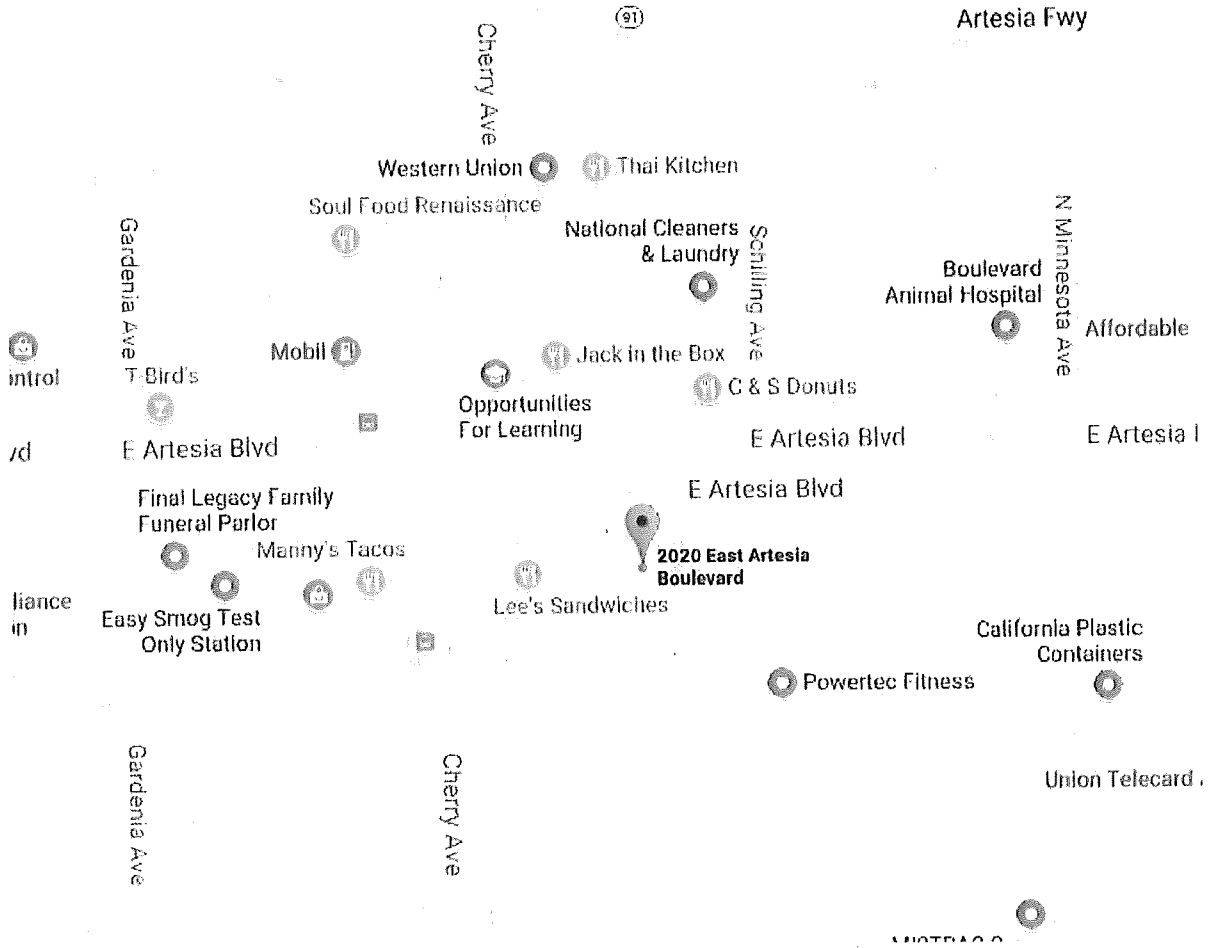 91
Artesia Fwy
Cherry Ave
Western Union
Thai Kitchen
Soul Food Renaissance
National Cleaners
& Laundry
Gardenia Ave
Schilling Ave
N Minnesota Ave
Boulevard
Animal Hospital
Affordable
Mobil
Jack in the Box
ntrol
T-Bird's
C & S Donuts
Opportunities
For Learning
/d
E Artesia Blvd
E Artesia Blvd
E Artesia
E Artesia Blvd
Final Legacy Family
Funeral Parlor
Manny's Tacos
2020 East Artesia
Boulevard
liance
in
Easy Smog Test
Only Station
Lee's Sandwiches
California Plastic
Containers
Powertec Fitness
Gardenia Ave
Cherry Ave
Union Telecard